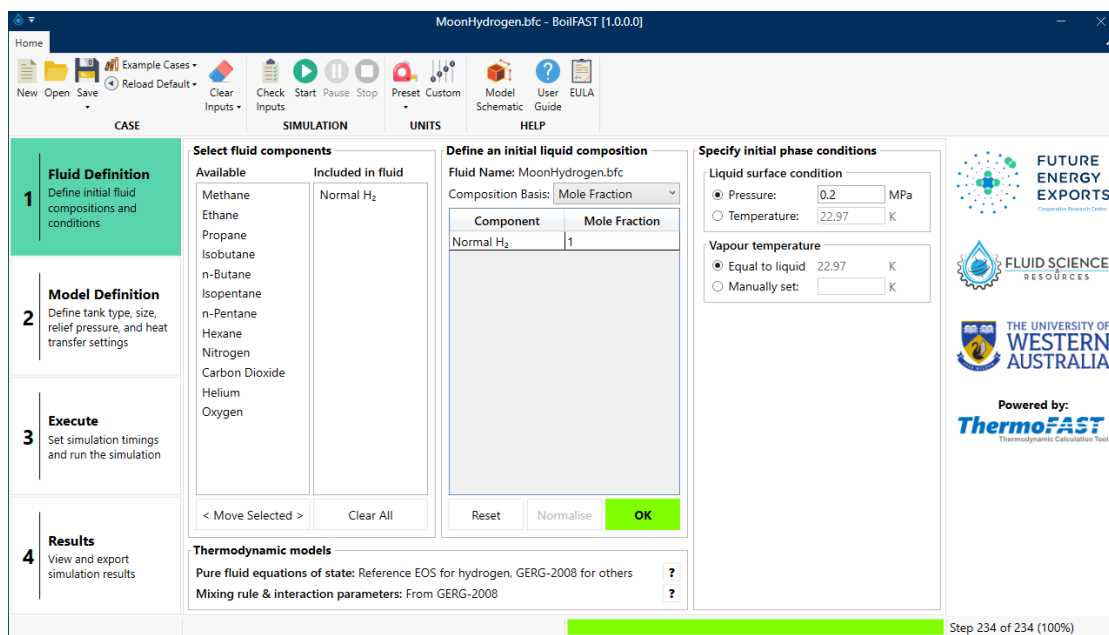 MoonHydrogen.bfc - BoilFAST [1.0.0.0]
Home
New
Open
Save
Example Cases
Reload Default
Clear
Inputs
CASE
Check
Inputs
Start
Pause
Stop
SIMULATION
Preset
Custom
UNITS
Model
Schematic
User
Guide
EULA
HELP
1
Fluid Definition
Define initial fluid
compositions and
conditions
2
Model Definition
Define tank type, size,
relief pressure, and heat
transfer settings
3
Execute
Set simulation timings
and run the simulation
4
Results
View and export
simulation results
Select fluid components
Available
Methane
Ethane
Propane
Isobutane
n-Butane
Isopentane
n-Pentane
Hexane
Nitrogen
Carbon Dioxide
Helium
Oxygen
Included in fluid
Normal H₂
< Move Selected >
Clear All
Define an initial liquid composition
Fluid Name: MoonHydrogen.bfc
Composition Basis: Mole Fraction
Component Mole Fraction
Normal H₂ 1
Reset
Normalise
OK
Specify initial phase conditions
Liquid surface condition
Pressure: 0.2 MPa
Temperature: 22.97 K
Vapour temperature
Equal to liquid 22.97 K
Manually set: K
Thermodynamic models
Pure fluid equations of state: Reference EOS for hydrogen, GERG-2008 for others ?
Mixing rule & interaction parameters: From GERG-2008 ?
FUTURE
ENERGY
EXPORTS
Cooperative Research Centre
FLUID SCIENCE
RESOURCES
THE UNIVERSITY OF
WESTERN
AUSTRALIA
Powered by:
ThermoFAST
Thermodynamic Calculation Tool
Step 234 of 234 (100%)